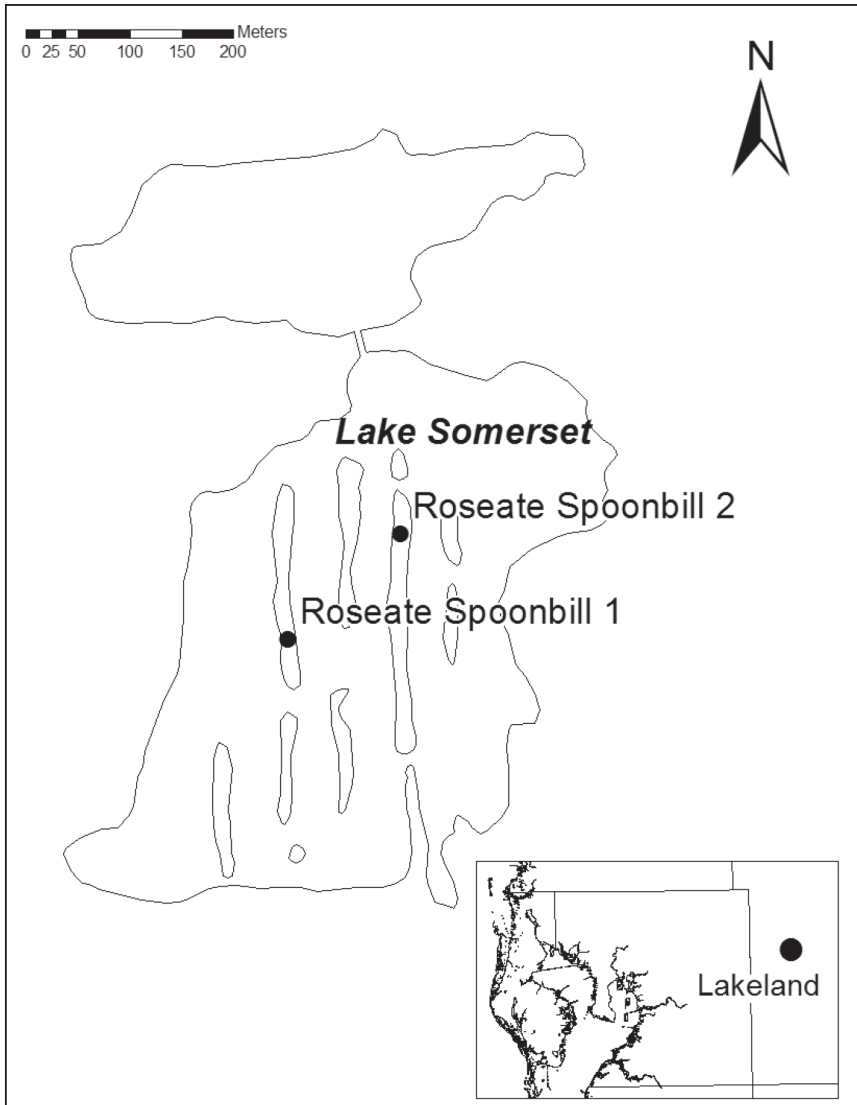 Meters
0 25 50 100 150 200
N
Lake Somerset
Roseate Spoonbill 2
Roseate Spoonbill 1
Lakeland